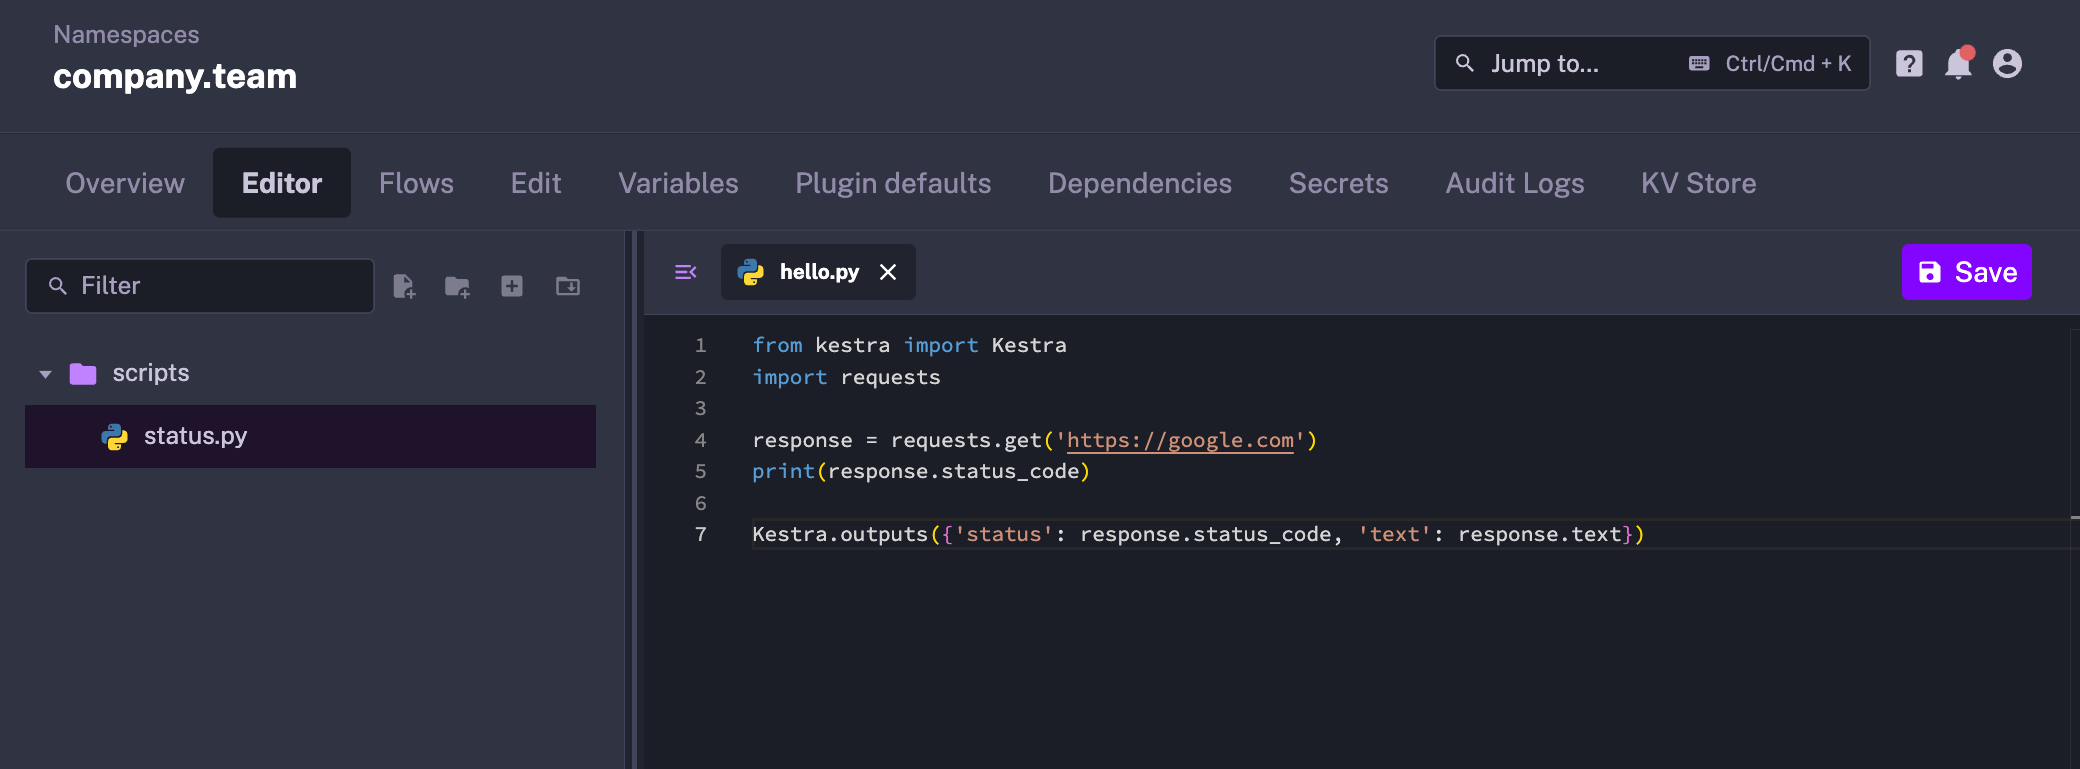 Namespaces
company.team
Jump to...
Ctrl/Cmd + K
?
Overview Editor Flows Edit Variables Plugin defaults Dependencies Secrets Audit Logs KV Store
Filter
scripts
status.py
hello.py
Save
1 from kestra import Kestra
2 import requests
3
4 response = requests.get('https://google.com')
5 print(response.status_code)
6
7 Kestra.outputs({'status': response.status_code, 'text': response.text})